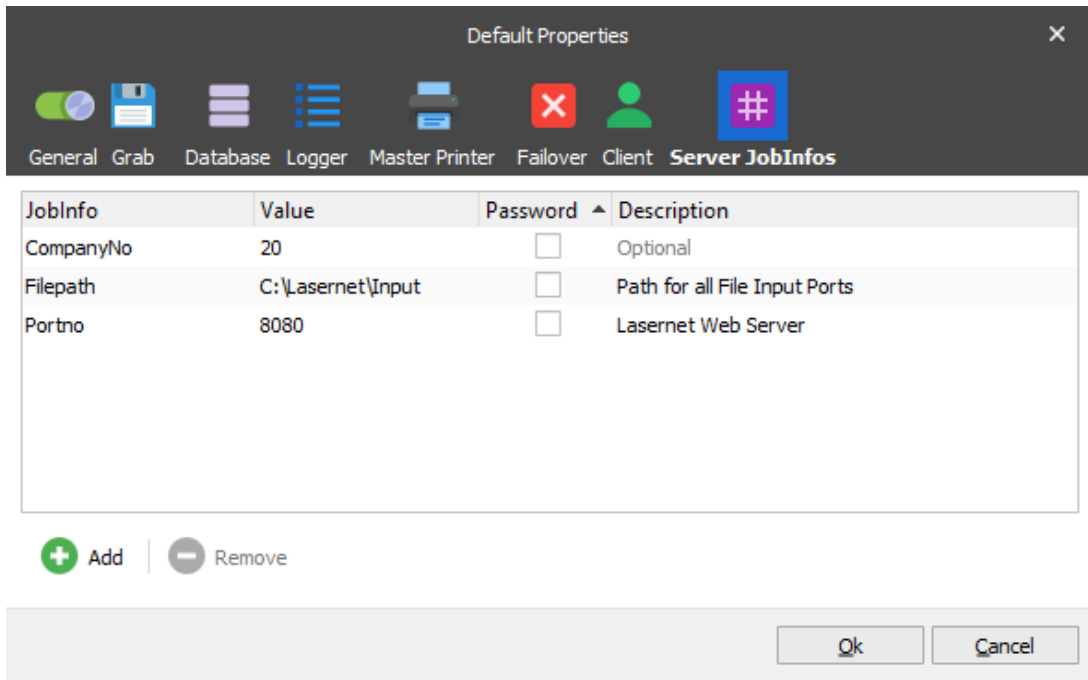 Default Properties
General Grab Database Logger Master Printer Failover Client Server JobInfos
JobInfo Value Password Description
CompanyNo 20 Optional
Filepath C:\Lasernet\Input Path for all File Input Ports
Portno 8080 Lasernet Web Server
Add Remove
Ok Cancel